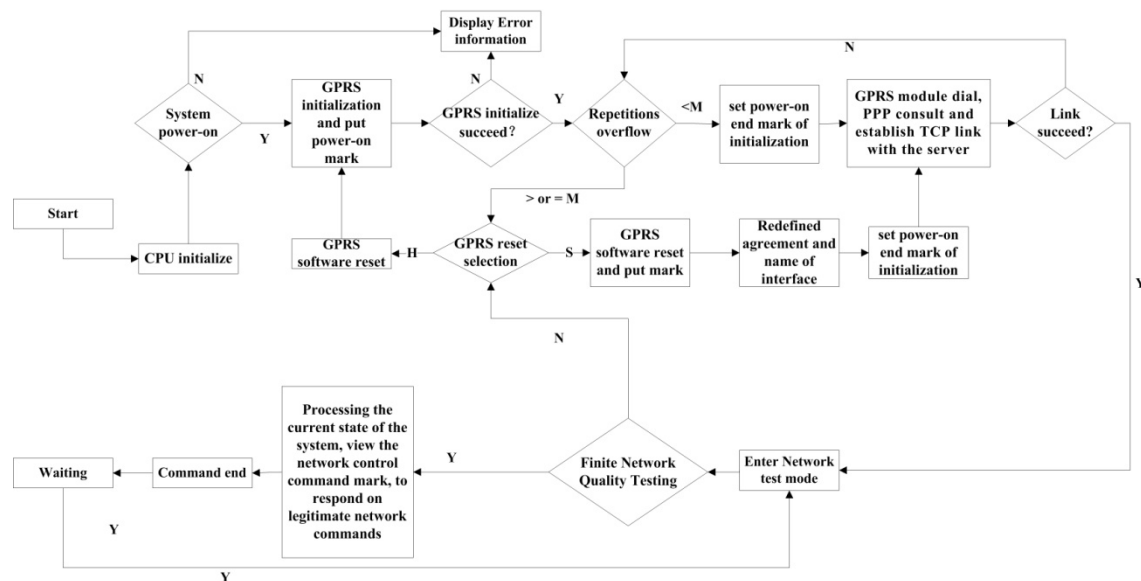 Display Error
information
N
N
N
System
power-on
Y
GPRS
initialization
and put
power-on
mark
GPRS initialize
succeed？
Y
Repetitions
overflow
<M
set power-on
end mark of
initialization
GPRS module dial,
PPP consult and
establish TCP link
with the server
Link
succeed?
Start
CPU initialize
> or = M
GPRS
software reset
H
GPRS reset
selection
S
GPRS
software reset
and put mark
Redefined
agreement and
name of
interface
set power-on
end mark of
initialization
Y
N
Processing the
current state of the
system, view the
network control
command mark, to
respond on
legitimate network
commands
Waiting
Command end
Y
Finite Network
Quality Testing
Enter Network
test mode
Y
Y